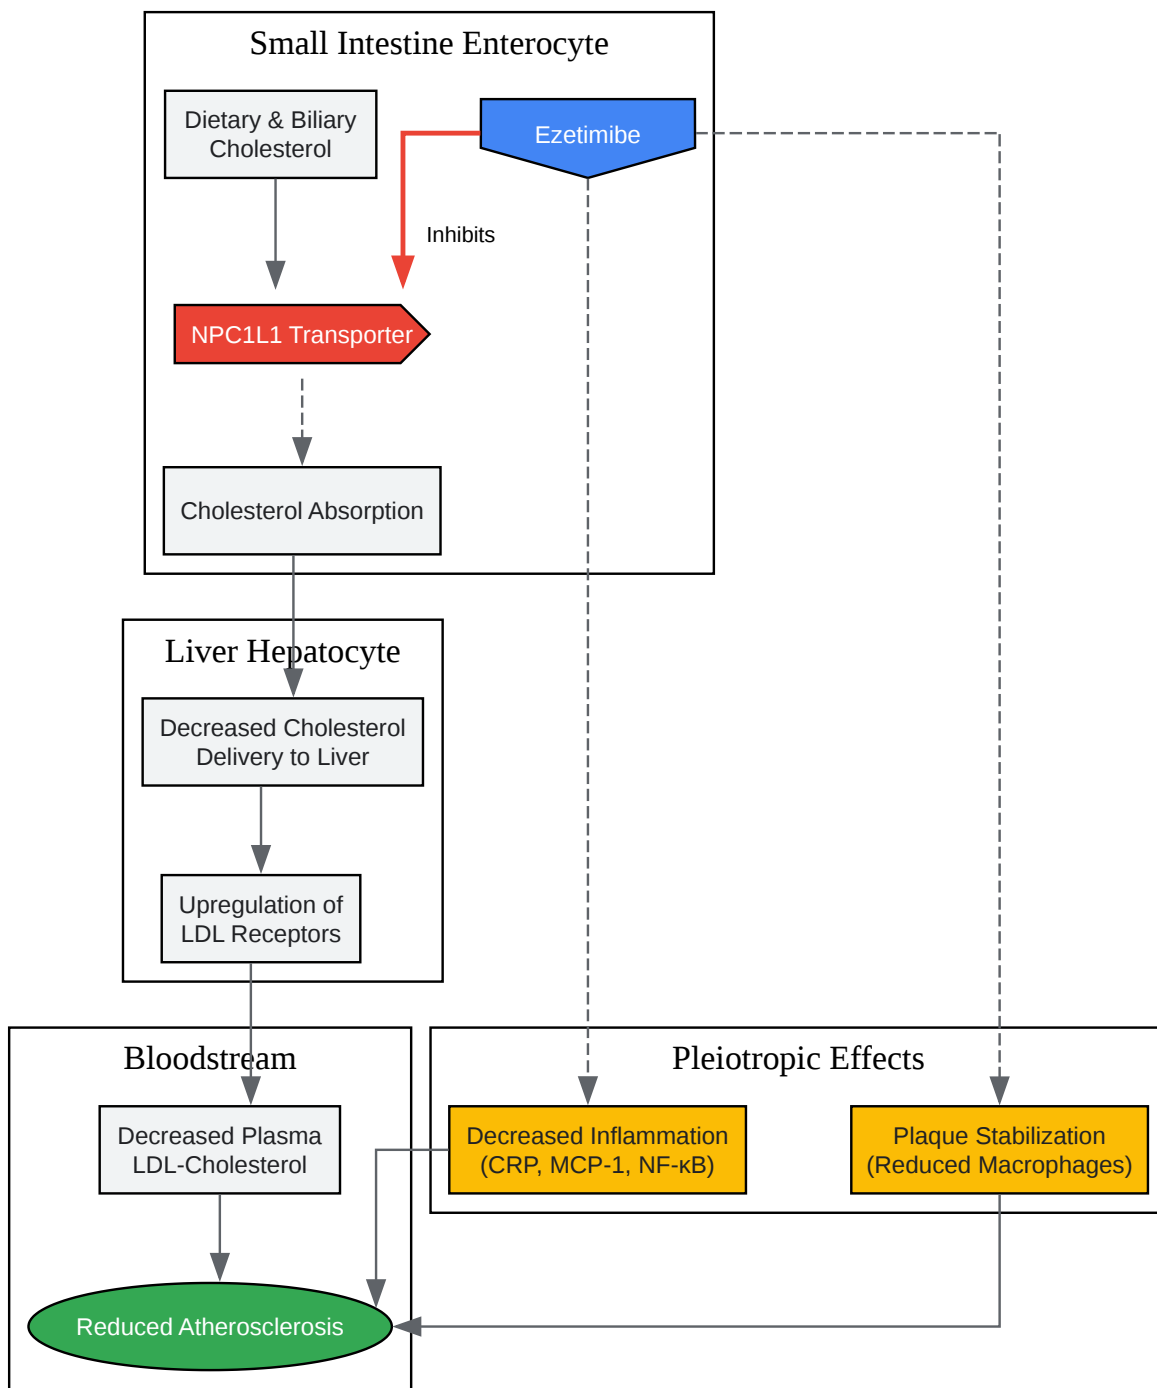 Small Intestine Enterocyte
Dietary & Biliary
Cholesterol
Ezetimibe
Inhibits
NPC1L1 Transporter
Cholesterol Absorption
Liver Hepatocyte
Decreased Cholesterol
Delivery to Liver
Upregulation of
LDL Receptors
Bloodstream
Decreased Plasma
LDL-Cholesterol
Reduced Atherosclerosis
Pleiotropic Effects
Decreased Inflammation
(CRP, MCP-1, NF-κB)
Plaque Stabilization
(Reduced Macrophages)